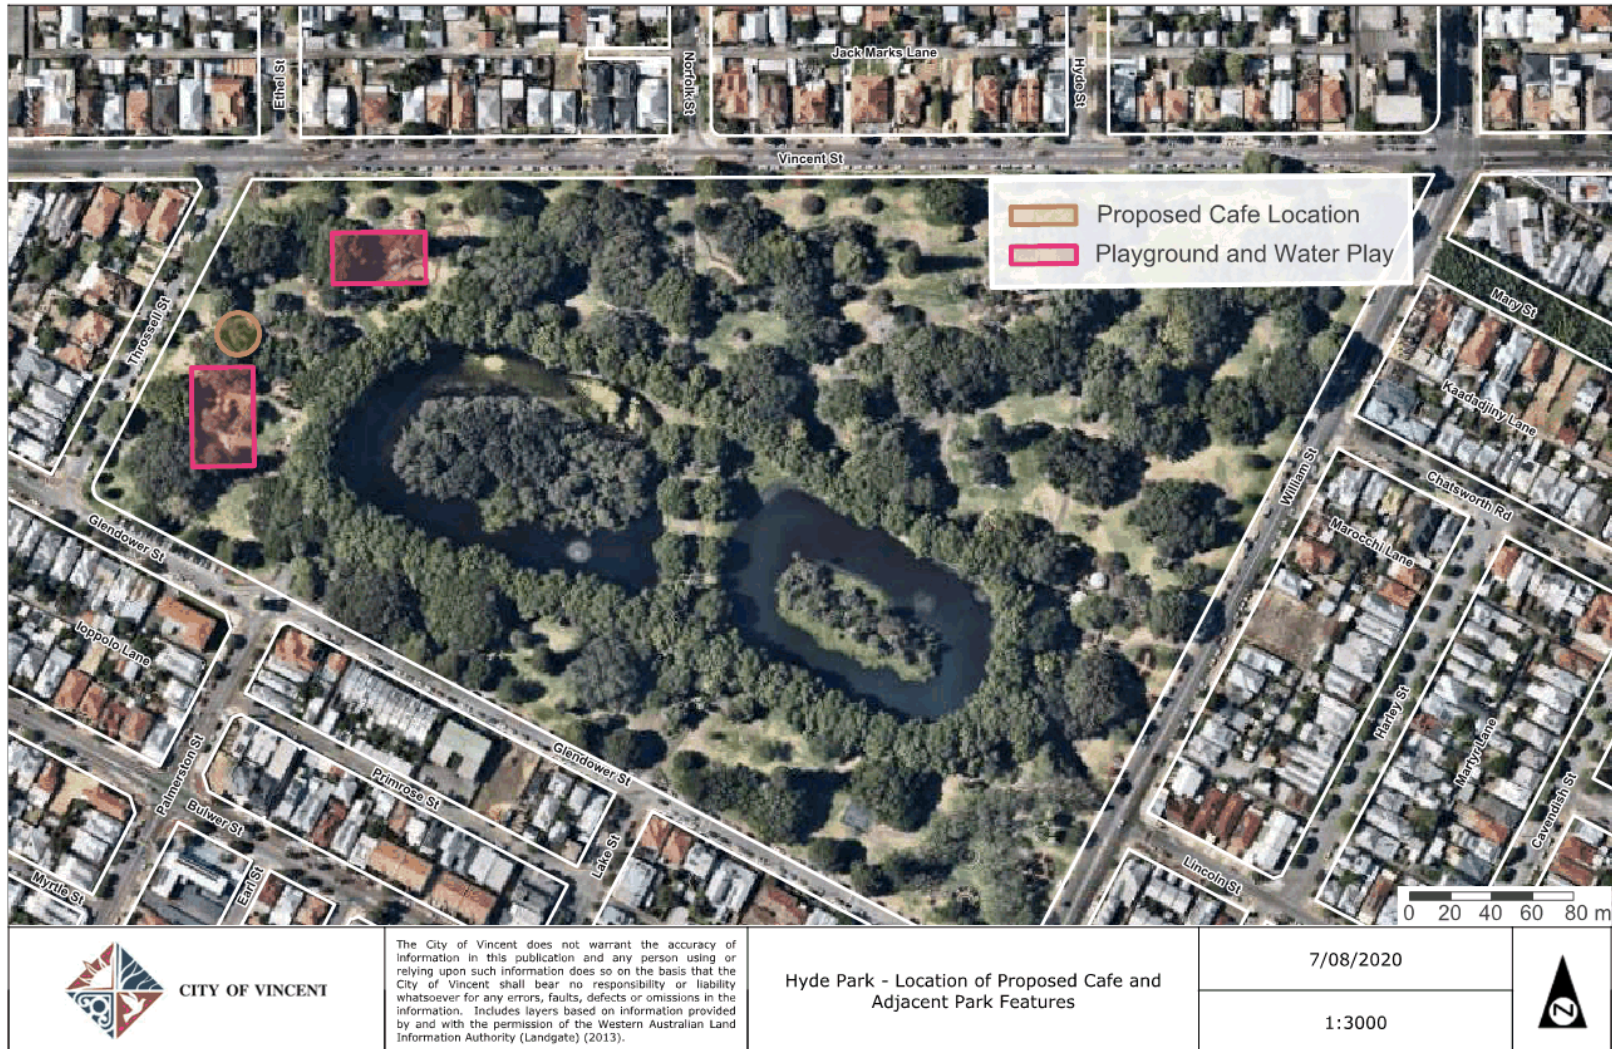 Jack Marks Lane
Ethel St
Norfolk St
Hyde St
Vincent St
Proposed Cafe Location
Playground and Water Play
Throssell St
Mary St
Kaadadjiny Lane
William St
Chatsworth Rd
Marocchi Lane
Glendower St
Ioppolo Lane
Harley St
Marty Lane
Glendower St
Palmerston St
Primrose St
Cavendish St
Bulwer St
Lake St
Lincoln St
Earl St
Myrtle St
0 20 40 60 80 m
CITY OF VINCENT
The City of Vincent does not warrant the accuracy of
information in this publication and any person using or
relying upon such information does so on the basis that the
City of Vincent shall bear no responsibility or liability
whatsoever for any errors, faults, defects or omissions in the
information. Includes layers based on information provided
by and with the permission of the Western Australian Land
Information Authority (Landgate) (2013).
Hyde Park - Location of Proposed Cafe and
Adjacent Park Features
7/08/2020
1:3000
N